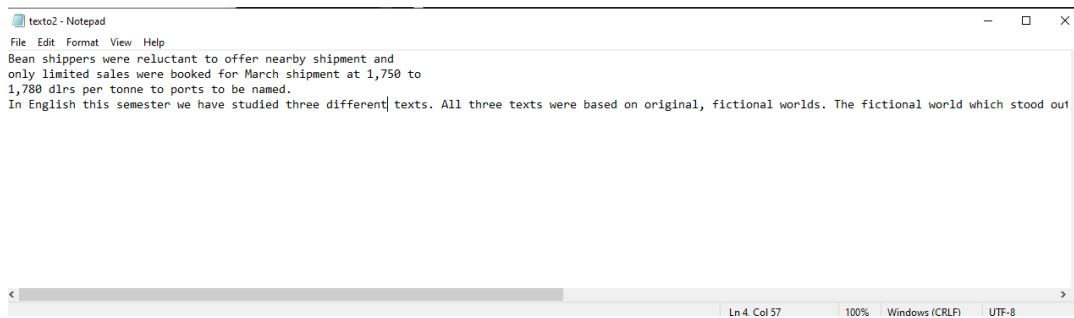 texto2 - Notepad
File Edit Format View Help
Bean shippers were reluctant to offer nearby shipment and
only limited sales were booked for March shipment at 1,750 to
1,780 dlrs per tonne to ports to be named.
In English this semester we have studied three different texts. All three texts were based on original, fictional worlds. The fictional world which stood out
Ln 4, Col 57 100% Windows (CRLF) UTF-8